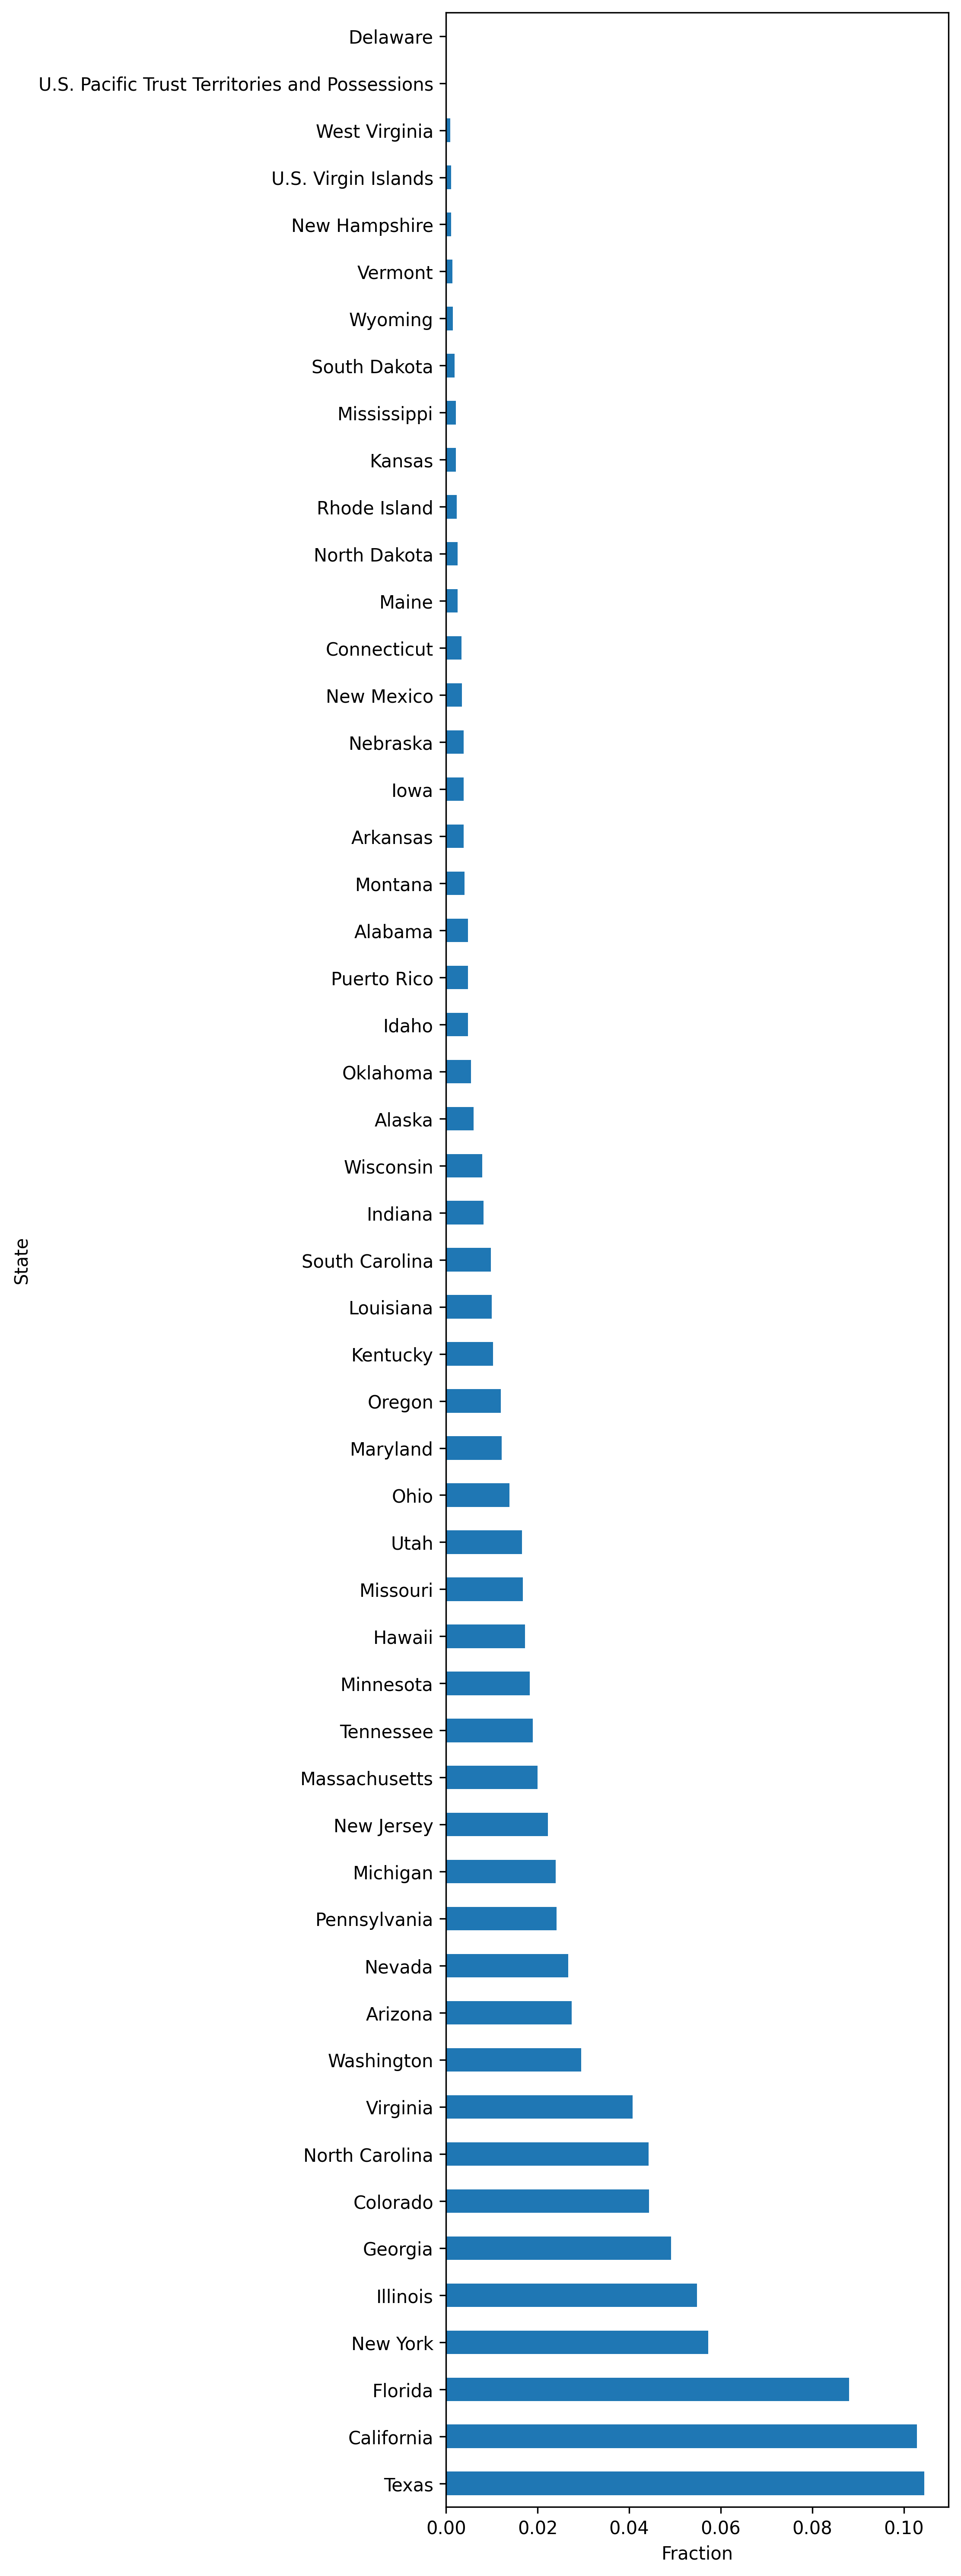 Delaware
U.S. Pacific Trust Territories and Possessions
West Virginia
U.S. Virgin Islands
New Hampshire
Vermont
Wyoming
South Dakota
Mississippi
Kansas
Rhode Island
North Dakota
Maine
Connecticut
New Mexico
Nebraska
Iowa
Arkansas
Montana
Alabama
Puerto Rico
Idaho
Oklahoma
Alaska
Wisconsin
Indiana
South Carolina
Louisiana
Kentucky
Oregon
Maryland
Ohio
Utah
Missouri
Hawaii
Minnesota
Tennessee
Massachusetts
New Jersey
Michigan
Pennsylvania
Nevada
Arizona
Washington
Virginia
North Carolina
Colorado
Georgia
Illinois
New York
Florida
California
Texas
State
0.00 0.02 0.04 0.06 0.08 0.10
Fraction